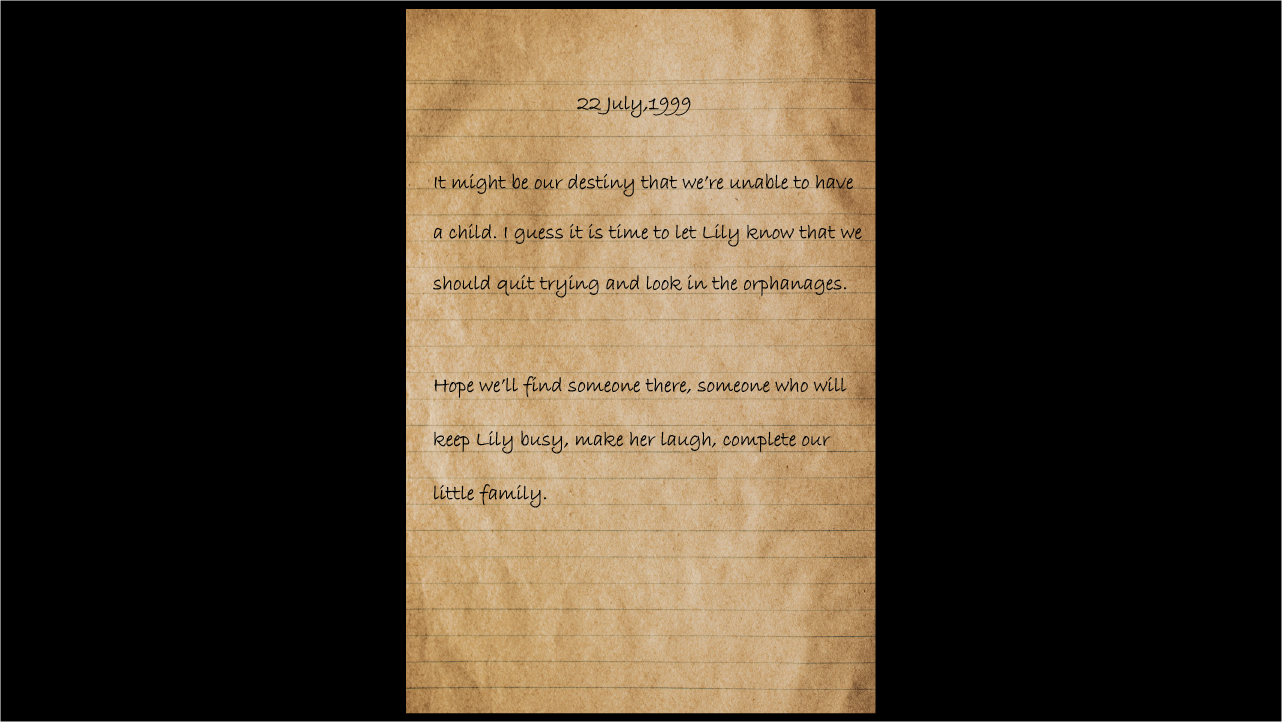 22 July,1999
It might be our destiny that we're unable to have
a child. I guess it is time to let Lily know that we
should quit trying and look in the orphanages.
Hope we'll find someone there, someone who will
keep Lily busy, make her laugh, complete our
little family.